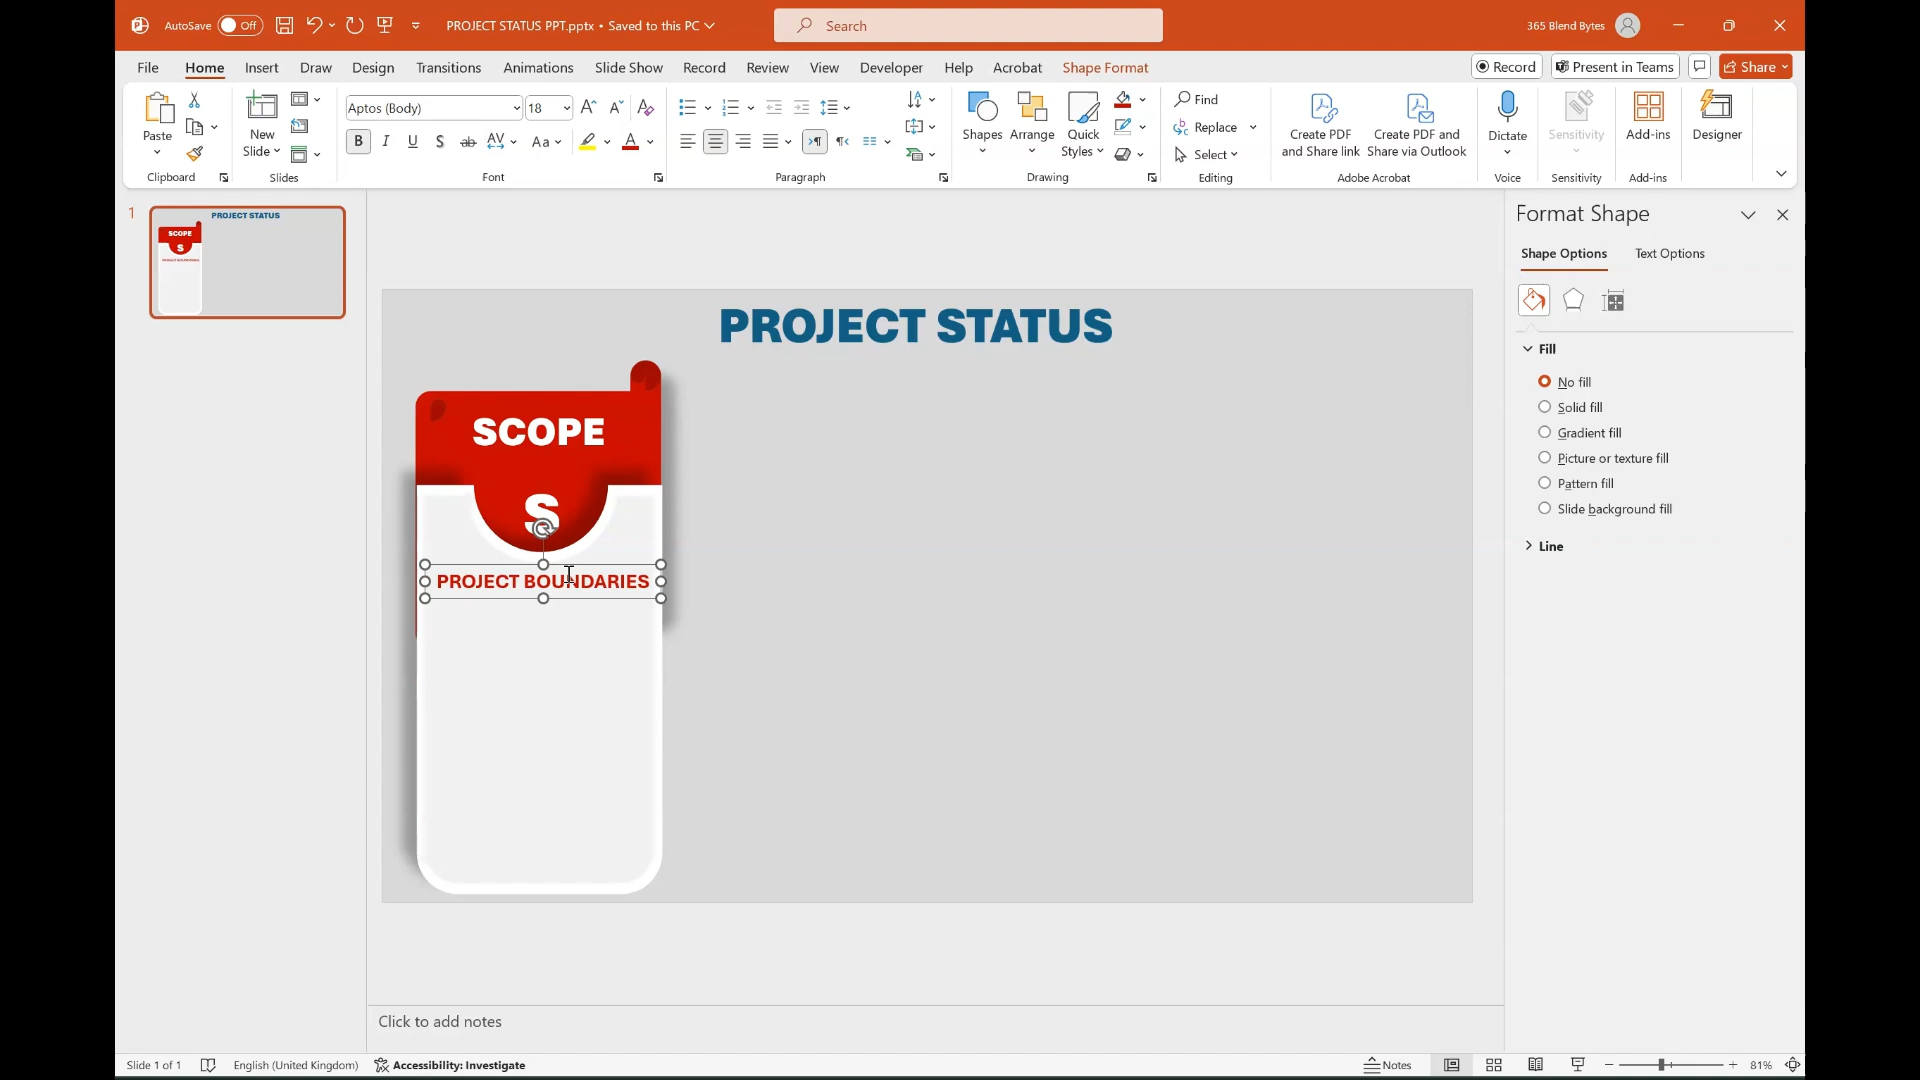 AutoSave Off PROJECT STATUS PPT.pptx • Saved to this PC Search 365 Blend Bytes
File Home Insert Draw Design Transitions Animations Slide Show Record Review View Developer Help Acrobat Shape Format Record Present in Teams Share
Paste New Slide Aptos (Body) 18 Shapes Arrange Quick Styles Find Replace Select Create PDF and Share link Create PDF and Share via Outlook Dictate Sensitivity Add-ins Designer
Clipboard Slides Font Paragraph Drawing Editing Adobe Acrobat Voice Sensitivity Add-ins
1
PROJECT STATUS
SCOPE
S
PROJECT BOUNDARIES
PROJECT STATUS
SCOPE
S
PROJECT BOUNDARIES
Format Shape
Shape Options Text Options
Fill
No fill
Solid fill
Gradient fill
Picture or texture fill
Pattern fill
Slide background fill
Line
Click to add notes
Slide 1 of 1 English (United Kingdom) Accessibility: Investigate Notes 81%